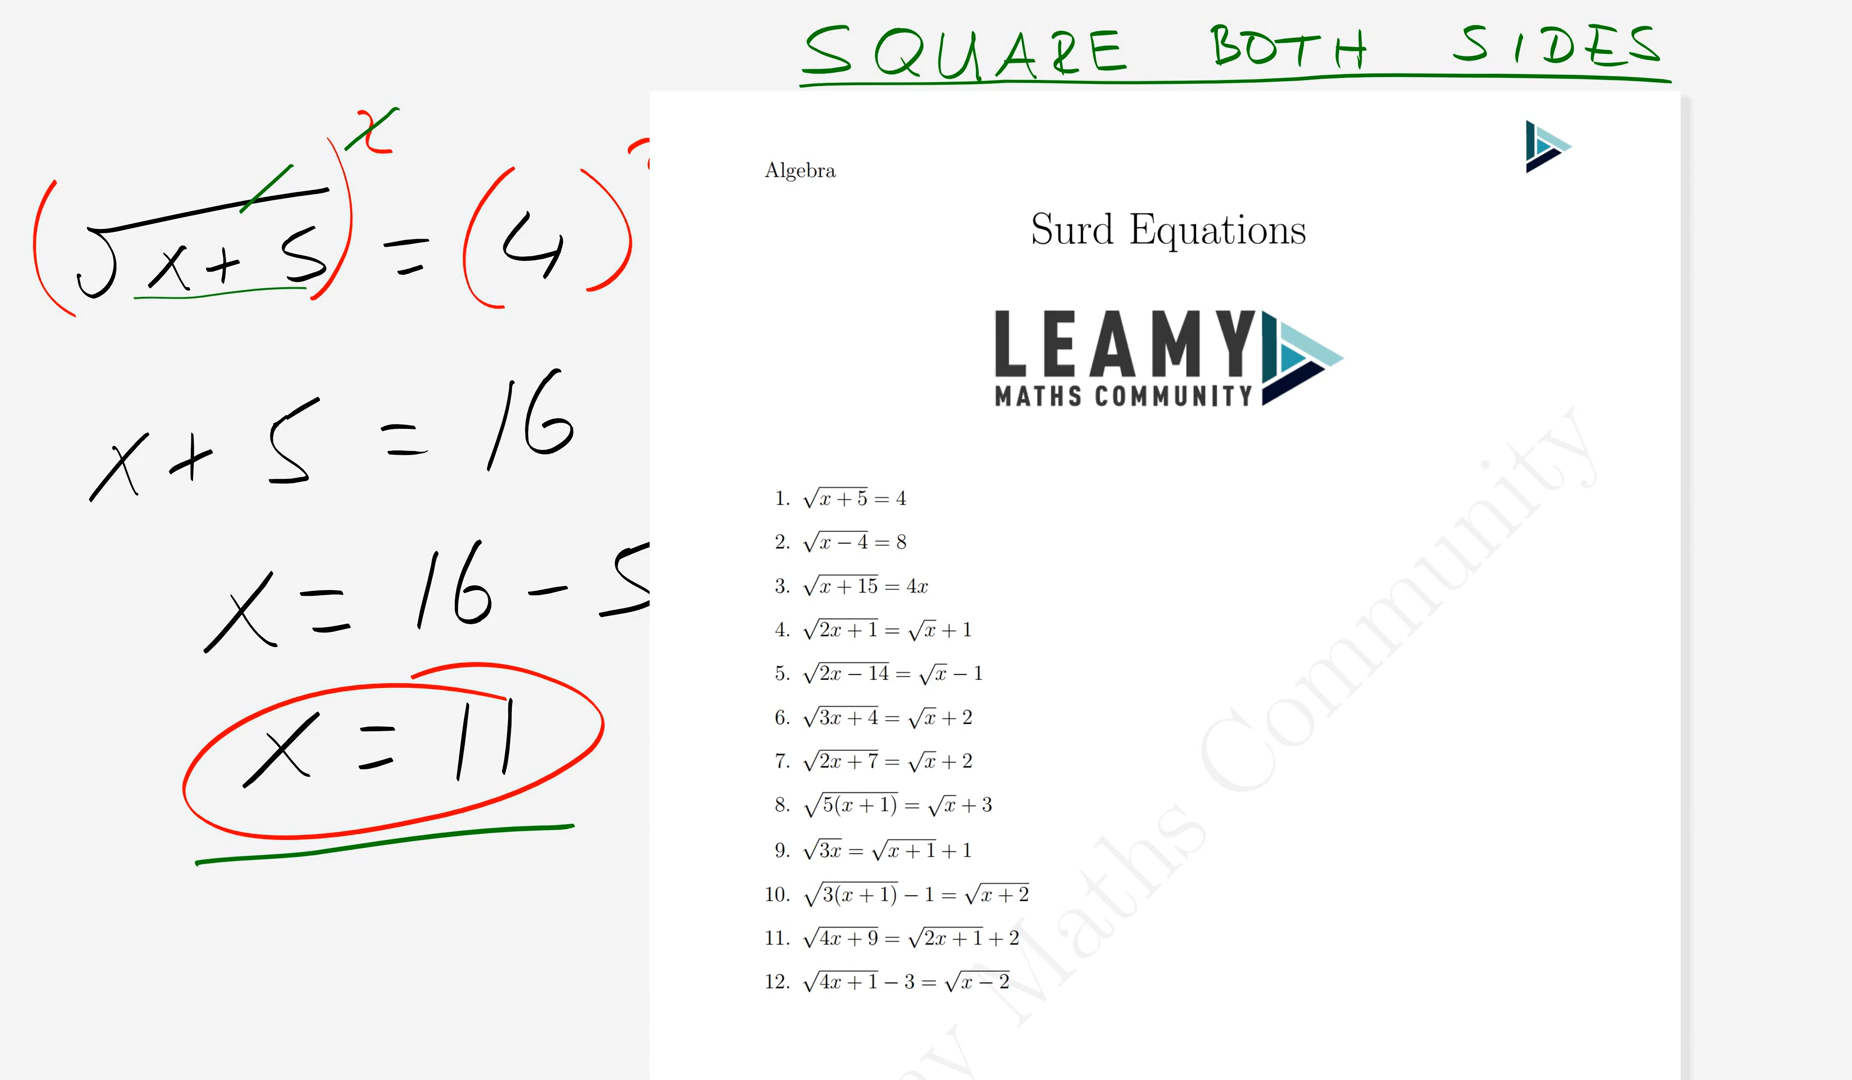 SQUARE BOTH SIDES
(√x+5)² = (4)
x + 5 = 16
x = 16 - 5
x = 11
Algebra
Surd Equations
LEAMY
MATHS COMMUNITY
1. √(x + 5) = 4
2. √(x − 4) = 8
3. √(x + 15) = 4x
4. √(2x + 1) = √x + 1
5. √(2x − 14) = √x − 1
6. √(3x + 4) = √x + 2
7. √(2x + 7) = √x + 2
8. √(5(x + 1)) = √x + 3
9. √(3x) = √(x + 1) + 1
10. √(3(x + 1)) − 1 = √(x + 2)
11. √(4x + 9) = √(2x + 1) + 2
12. √(4x + 1) − 3 = √(x − 2)
Maths Community